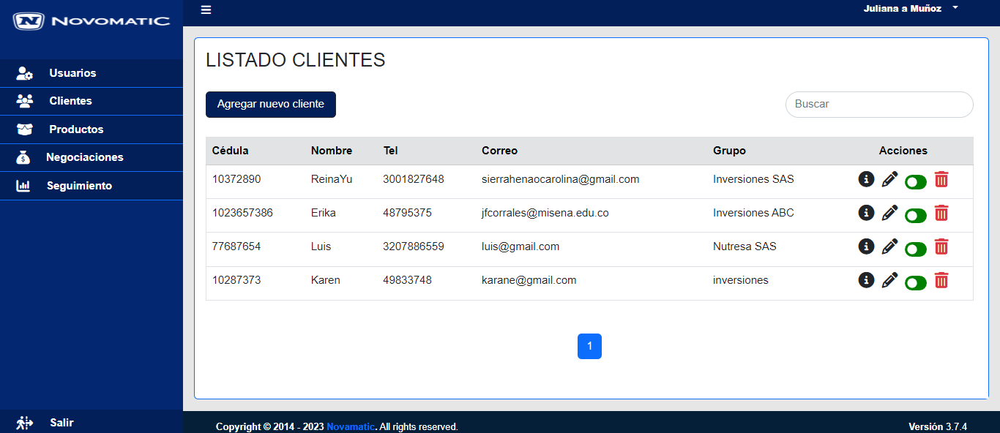 NOVOMATIC
Juliana a Muñoz
Usuarios
Clientes
Productos
Negociaciones
Seguimiento
Salir
LISTADO CLIENTES
Agregar nuevo cliente
Buscar
Cédula Nombre Tel Correo Grupo Acciones
10372890 ReinaYu 3001827648 sierrahenaocarolina@gmail.com Inversiones SAS
1023657386 Erika 48795375 jfcorrales@misena.edu.co Inversiones ABC
77687654 Luis 3207886559 luis@gmail.com Nutresa SAS
10287373 Karen 49833748 karane@gmail.com inversiones
1
Copyright © 2014 - 2023 Novamatic. All rights reserved.
Versión 3.7.4